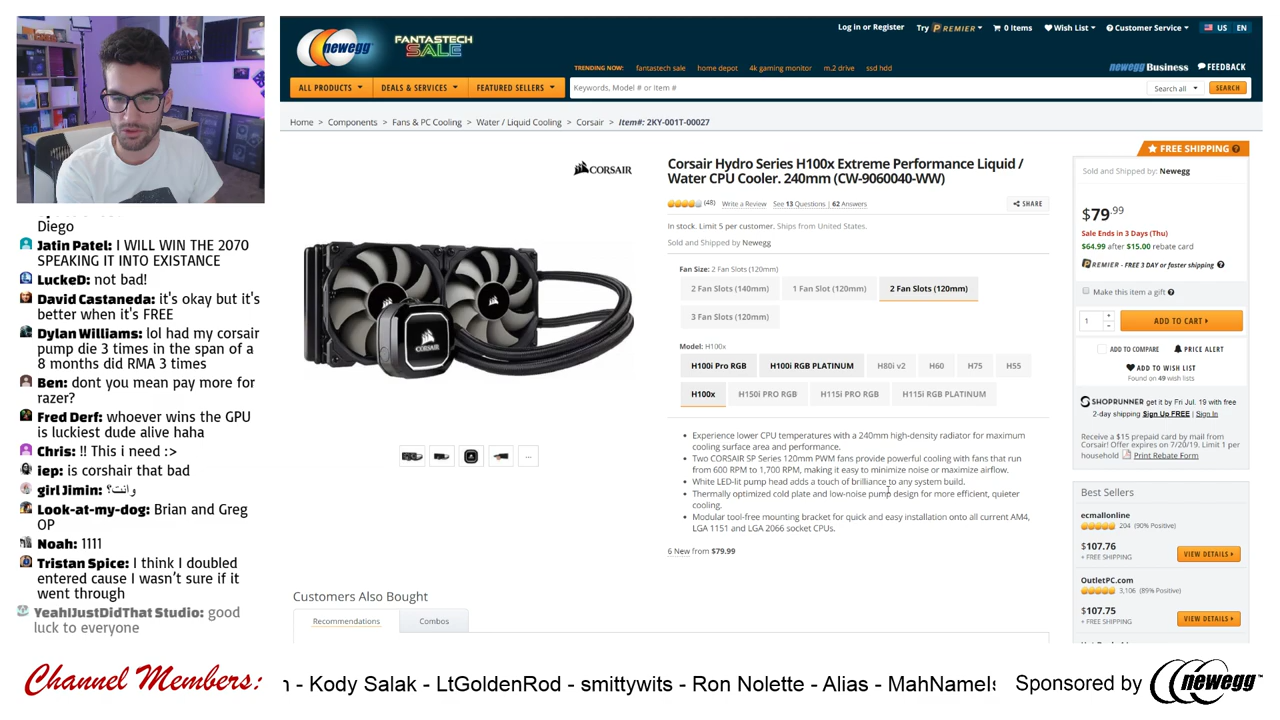 Diego
Jatin Patel: I WILL WIN THE 2070
SPEAKING IT INTO EXISTANCE
LuckeD: not bad!
David Castaneda: it's okay but it's
better when it's FREE
Dylan Williams: lol had my corsair
pump die 3 times in the span of a
8 months did RMA 3 times
Ben: dont you mean pay more for
razer?
Fred Derf: whoever wins the GPU
is luckiest dude alive haha
Chris: !! This i need :>
iep: is corshair that bad
girl Jimin: وانت؟
Look-at-my-dog: Brian and Greg
OP
Noah: 1111
Tristan Spice: I think I doubled
entered cause I wasn't sure if it
went through
YeahIJustDidThat Studio: good
luck to everyone
newegg
FANTASTECH
SALE
Log in or Register
Try PREMIER
0 Items
Wish List
Customer Service
US EN
TRENDING NOW: fantastech sale home depot 4k gaming monitor m.2 drive ssd hdd
newegg Business
FEEDBACK
ALL PRODUCTS
DEALS & SERVICES
FEATURED SELLERS
Keywords, Model # or Item #
Search all
SEARCH
Home > Components > Fans & PC Cooling > Water / Liquid Cooling > Corsair > Item#: 2KY-001T-00027
CORSAIR
CORSAIR
...
Corsair Hydro Series H100x Extreme Performance Liquid /
Water CPU Cooler. 240mm (CW-9060040-WW)
(48) Write a Review See 13 Questions | 62 Answers
SHARE
In stock. Limit 5 per customer. Ships from United States.
Sold and Shipped by Newegg
Fan Size: 2 Fan Slots (120mm)
2 Fan Slots (140mm) 1 Fan Slot (120mm) 2 Fan Slots (120mm)
3 Fan Slots (120mm)
Model: H100x
H100i Pro RGB H100i RGB PLATINUM H80i v2 H60 H75 H55
H100x H150i PRO RGB H115i PRO RGB H115i RGB PLATINUM
Experience lower CPU temperatures with a 240mm high-density radiator for maximum
cooling surface area and performance.
Two CORSAIR SP Series 120mm PWM fans provide powerful cooling with fans that run
from 600 RPM to 1,700 RPM, making it easy to minimize noise or maximize airflow.
White LED-lit pump head adds a touch of brilliance to any system build.
Thermally optimized cold plate and low-noise pump design for more efficient, quieter
cooling.
Modular tool-free mounting bracket for quick and easy installation onto all current AM4,
LGA 1151 and LGA 2066 socket CPUs.
6 New from $79.99
Customers Also Bought
Recommendations Combos
FREE SHIPPING
Sold and Shipped by: Newegg
$79.99
Sale Ends in 3 Days (Thu)
$64.99 after $15.00 rebate card
PREMIER - FREE 3 DAY or faster shipping
Make this item a gift
1
ADD TO CART
ADD TO COMPARE PRICE ALERT
ADD TO WISH LIST
Found on 49 wish lists
SHOPRUNNER get it by Fri Jul. 19 with free
2-day shipping Sign Up FREE | Sign In
Receive a $15 prepaid card by mail from
Corsair! Offer expires on 7/20/19. Limit 1 per
household Print Rebate Form
Best Sellers
ecmallonline
204 (90% Positive)
$107.76
+ FREE SHIPPING
VIEW DETAILS
OutletPC.com
3,106 (89% Positive)
$107.75
+ FREE SHIPPING
VIEW DETAILS
Channel Members:
- Kody Salak - LtGoldenRod - smittywits - Ron Nolette - Alias - MahNameIs
Sponsored by newegg